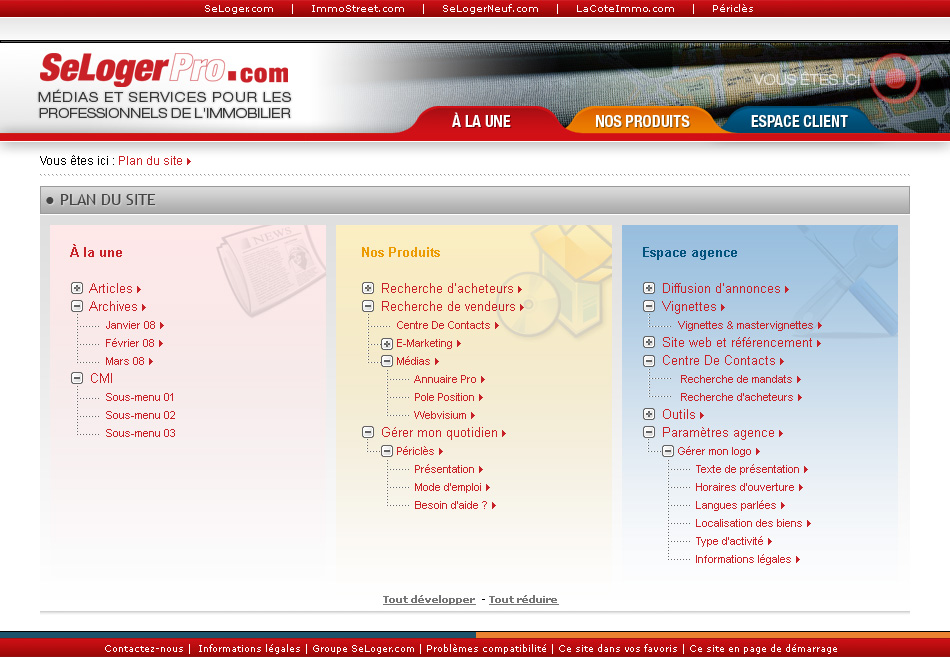 SeLoger.com | ImmoStreet.com | SeLogerNeuf.com | LaCoteImmo.com | Périclès
SeLogerPro.com
MÉDIAS ET SERVICES POUR LES
PROFESSIONNELS DE L'IMMOBILIER
VOUS ÊTES ICI
À LA UNE
NOS PRODUITS
ESPACE CLIENT
Vous êtes ici : Plan du site
• PLAN DU SITE
NEWS
À la une
Articles
Archives
Janvier 08
Février 08
Mars 08
CMI
Sous-menu 01
Sous-menu 02
Sous-menu 03
Nos Produits
Recherche d'acheteurs
Recherche de vendeurs
Centre De Contacts
E-Marketing
Médias
Annuaire Pro
Pole Position
Webvisium
Gérer mon quotidien
Périclès
Présentation
Mode d'emploi
Besoin d'aide ?
Espace agence
Diffusion d'annonces
Vignettes
Vignettes & mastervignettes
Site web et référencement
Centre De Contacts
Recherche de mandats
Recherche d'acheteurs
Outils
Paramètres agence
Gérer mon logo
Texte de présentation
Horaires d'ouverture
Langues parlées
Localisation des biens
Type d'activité
Informations légales
Tout développer - Tout réduire
Contactez-nous | Informations légales | Groupe SeLoger.com | Problèmes compatibilité | Ce site dans vos favoris | Ce site en page de démarrage